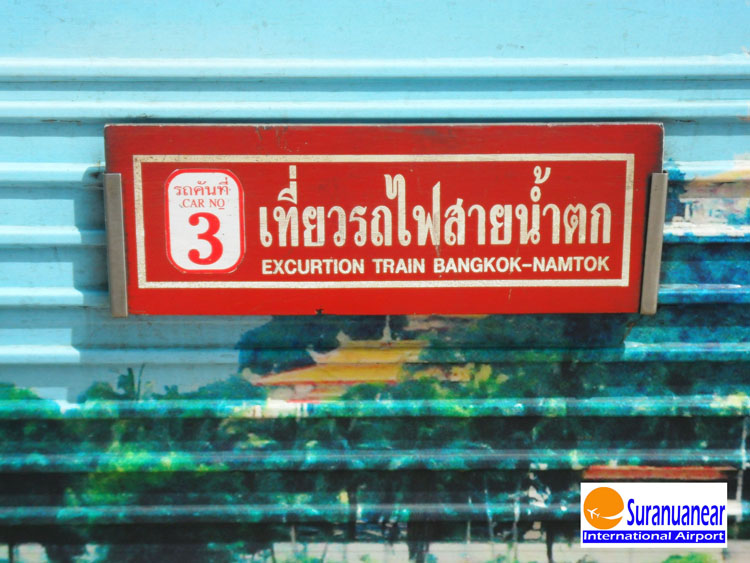 รถคันที่
CAR NO
3
เที่ยวรถไฟสายน้ำตก
EXCURTION TRAIN BANGKOK-NAMTOK
Suranuanear
International Airport